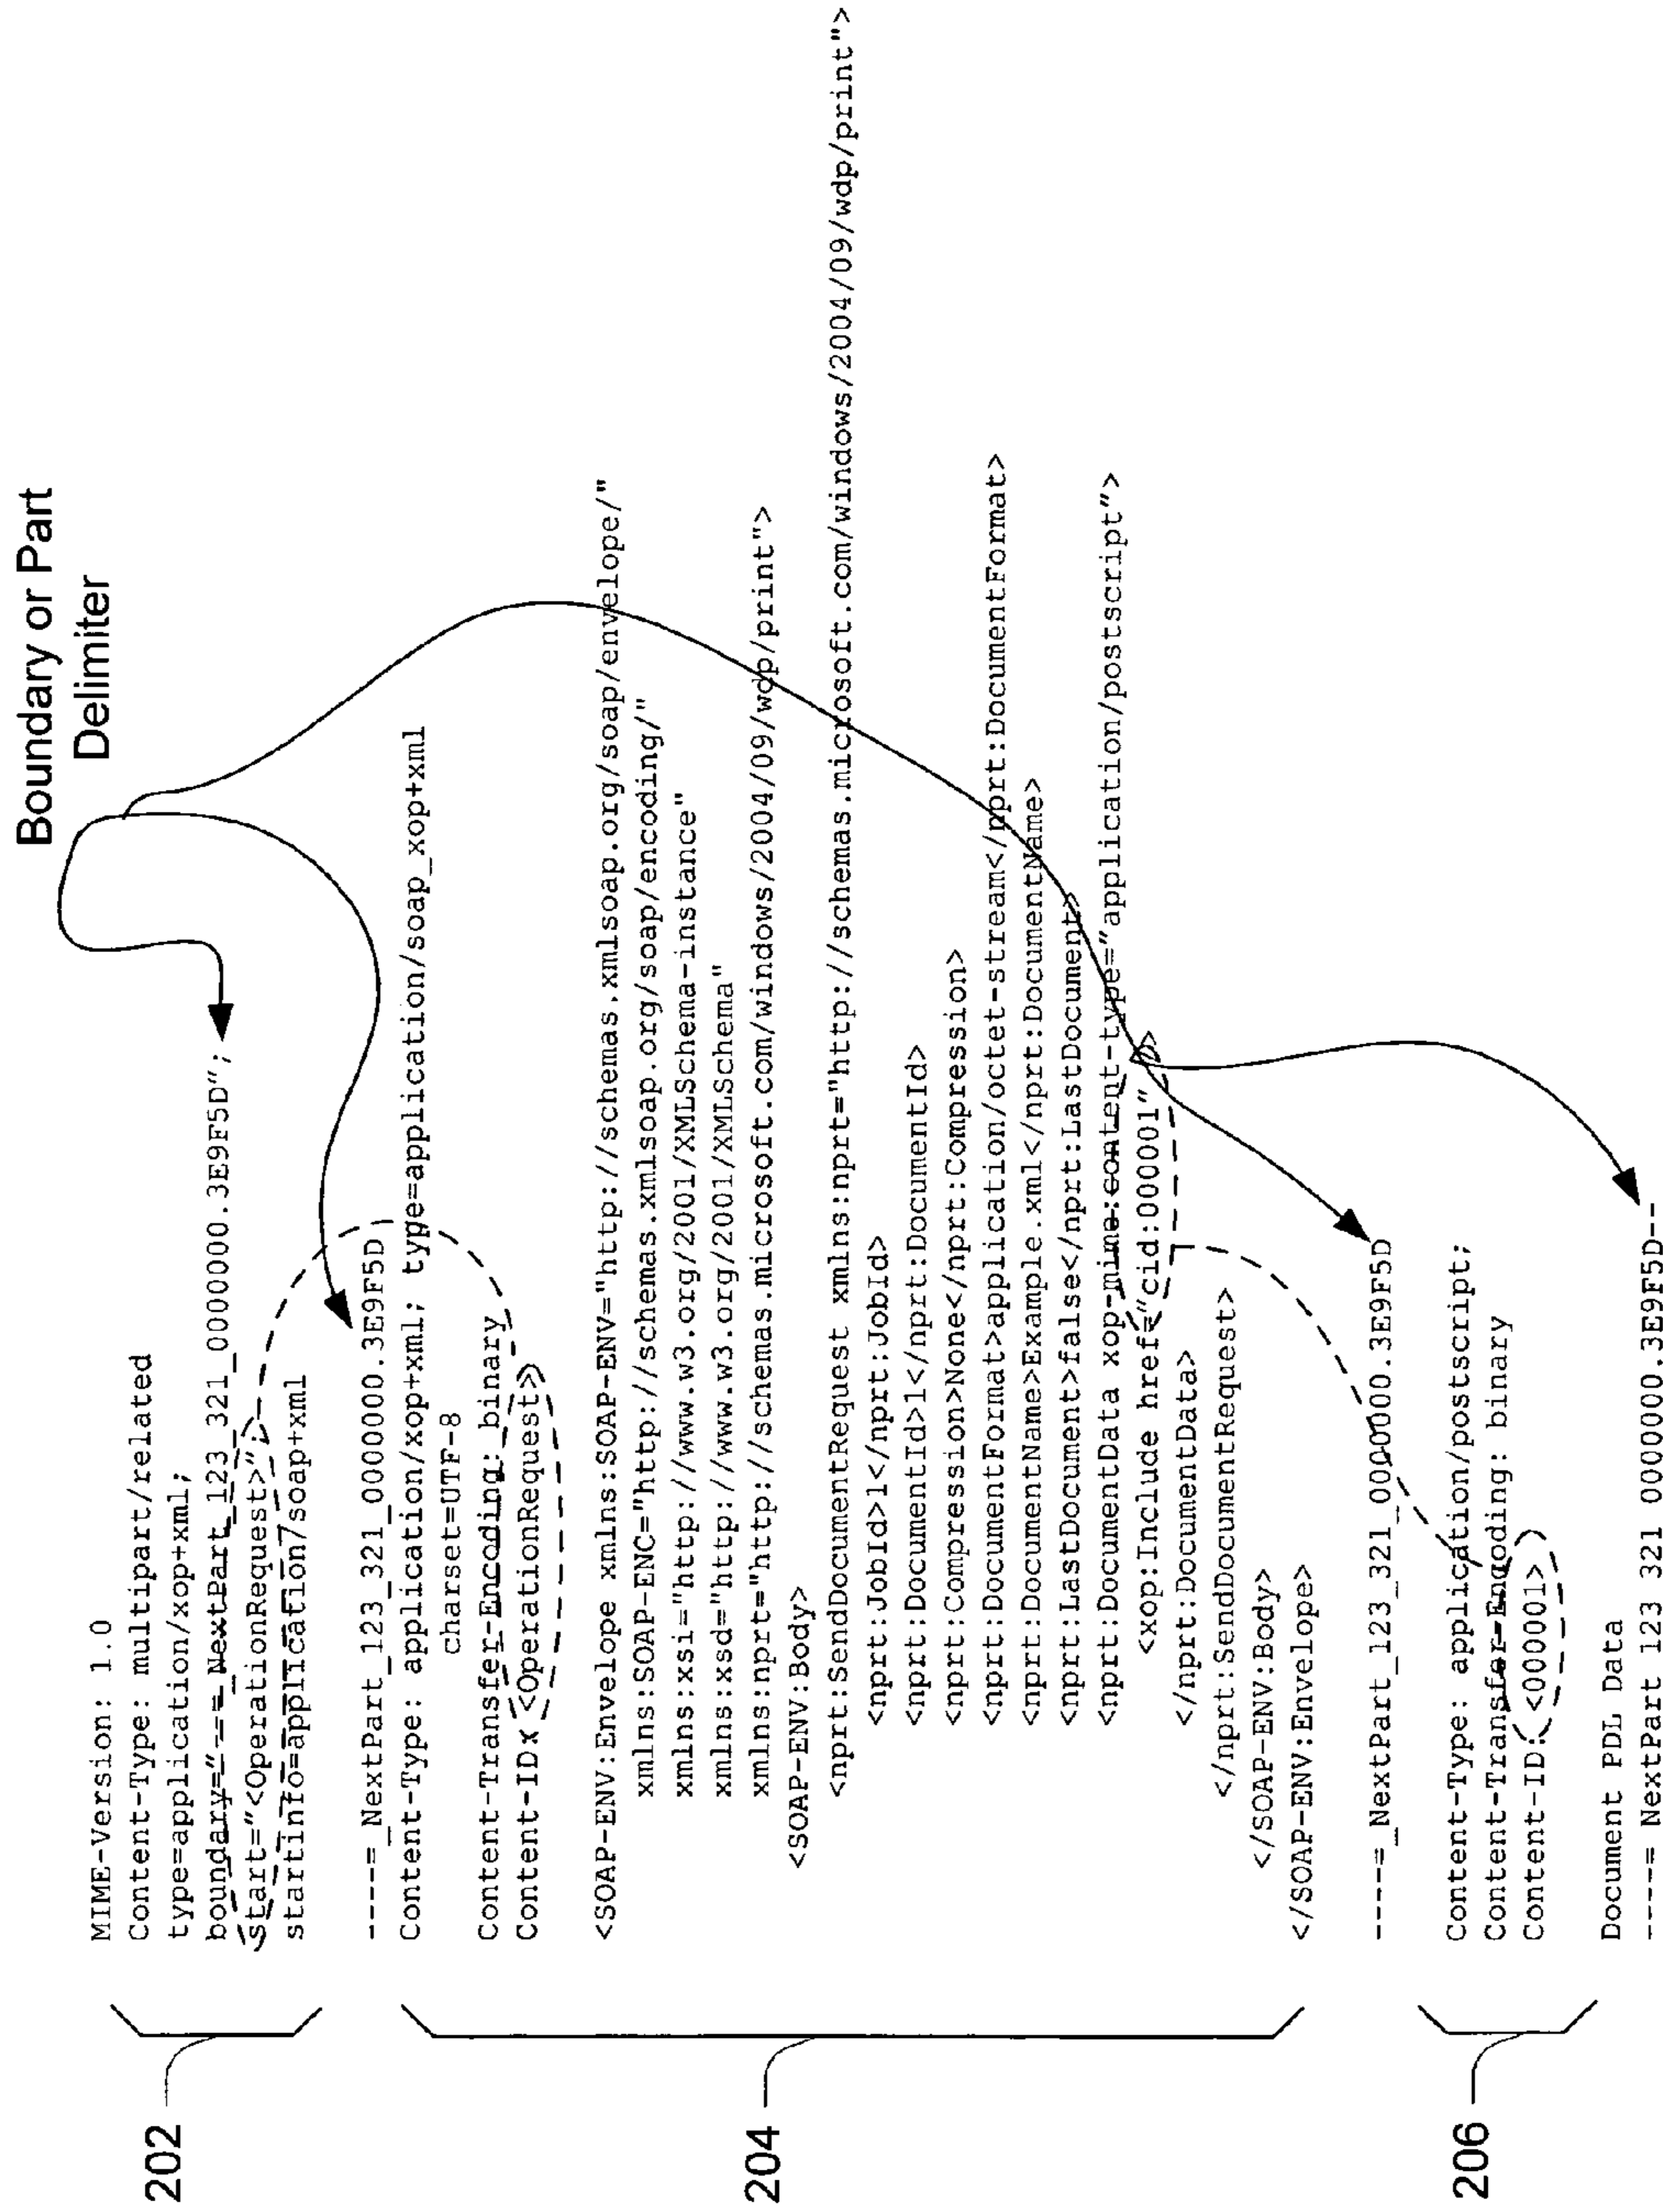 Boundary or Part
Delimiter
202
MIME-Version: 1.0
Content-Type: multipart/related
type=application/xop+xml;
boundary="---=_NextPart_123_321_000000.3E9F5D";
start="<OperationRequest>";
startinfo=application/soap+xml
----=_NextPart_123_321_000000.3E9F5D
204
Content-Type: application/xop+xml; type=application/soap_xop+xml
charset=UTF-8
Content-Transfer-Encoding: binary
Content-ID: <OperationRequest>
<SOAP-ENV:Envelope xmlns:SOAP-ENV="http://schemas.xmlsoap.org/soap/envelope/"
xmlns:SOAP-ENC="http://schemas.xmlsoap.org/soap/encoding/"
xmlns:xsi="http://www.w3.org/2001/XMLSchema-instance"
xmlns:xsd="http://www.w3.org/2001/XMLSchema"
xmlns:nprt="http://schemas.microsoft.com/windows/2004/09/wdp/print">
<SOAP-ENV:Body>
<nprt:SendDocumentRequest xmlns:nprt="http://schemas.microsoft.com/windows/2004/09/wdp/print">
<nprt:JobId>1</nprt:JobId>
<nprt:DocumentId>1</nprt:DocumentId>
<nprt:Compression>None</nprt:Compression>
<nprt:DocumentFormat>application/octet-stream</nprt:DocumentFormat>
<nprt:DocumentName>Example.xml</nprt:DocumentName>
<nprt:LastDocument>false</nprt:LastDocument>
<nprt:DocumentData xop-mime:content-type="application/postscript">
<xop:Include href="cid:000001"/>
</nprt:DocumentData>
</nprt:SendDocumentRequest>
</SOAP-ENV:Body>
</SOAP-ENV:Envelope>
----=_NextPart_123_321_000000.3E9F5D
206
Content-Type: application/postscript;
Content-Transfer-Encoding: binary
Content-ID: <000001>
Document PDL Data
----= NextPart 123 321 000000.3E9F5D--